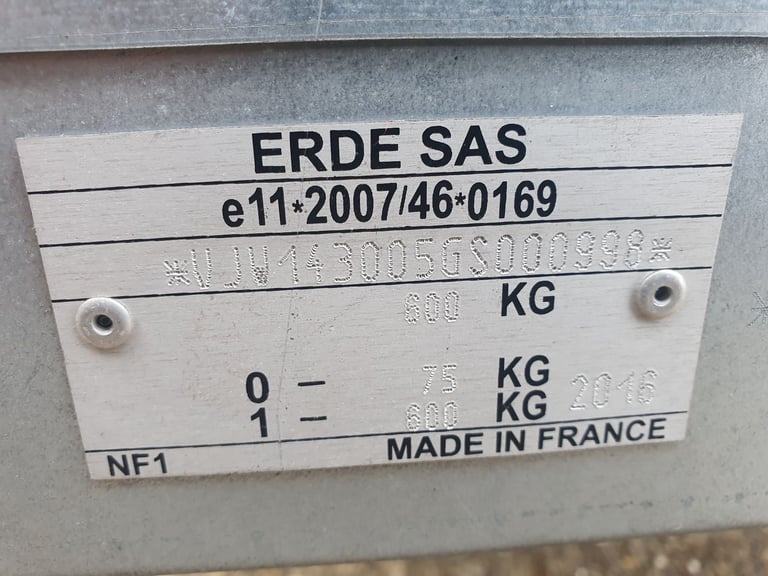 ERDE SAS
e11*2007/46*0169
*VJW143005GS000998*
600 KG
0 – 75 KG
1 – 600 KG 2016
NF1 MADE IN FRANCE